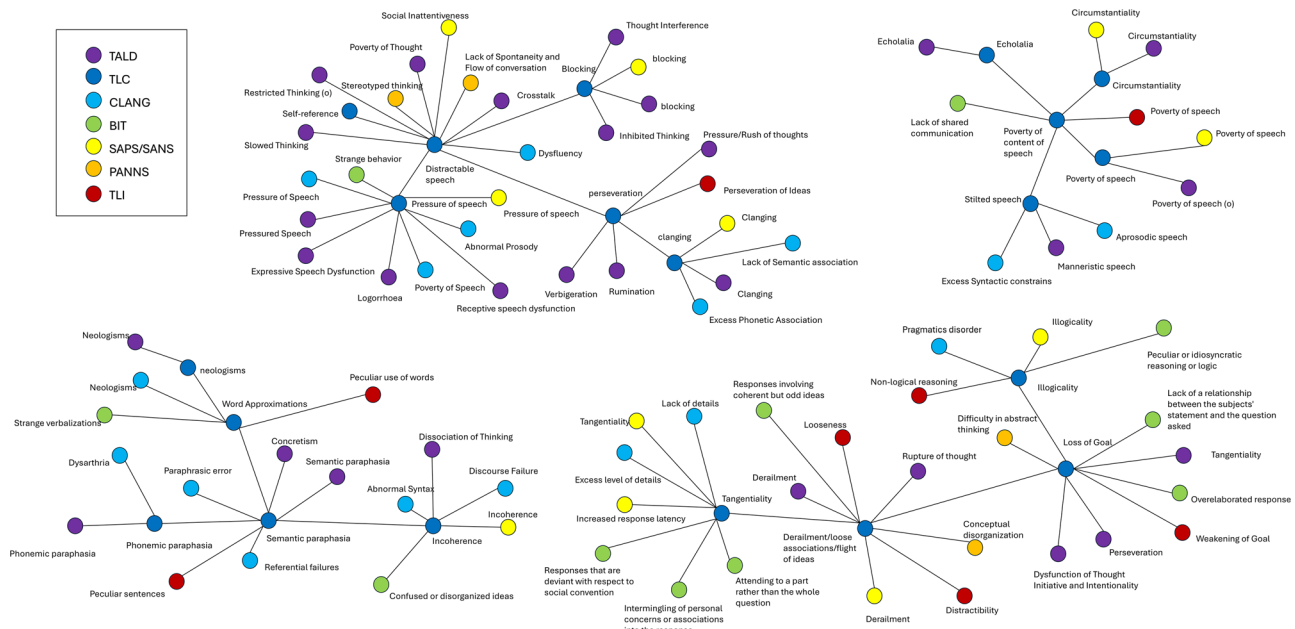 TALD
TLC
CLANG
BIT
SAPS/SANS
PANNS
TLI
Social Inattentiveness
Poverty of Thought
Lack of Spontaneity and
Flow of conversation
Restricted Thinking (o)
Stereotyped thinking
Self-reference
Crosstalk
Slowed Thinking
Distractable
speech
Dysfluency
Thought Interference
Blocking
blocking
blocking
Inhibited Thinking
Strange behavior
Pressure of Speech
Pressure of speech
Pressure of speech
Pressured Speech
Abnormal Prosody
Expressive Speech Dysfunction
Logorrhoea
Poverty of Speech
Receptive speech dysfunction
Pressure/Rush of thoughts
perseveration
Perseveration of Ideas
clanging
Clanging
Lack of Semantic association
Verbigeration
Rumination
Clanging
Excess Phonetic Association
Circumstantiality
Echolalia
Echolalia
Circumstantiality
Circumstantiality
Lack of shared
communication
Poverty of
content of
speech
Poverty of speech
Poverty of speech
Poverty of speech
Poverty of speech (o)
Stilted speech
Aprosodic speech
Manneristic speech
Excess Syntactic constrains
Neologisms
neologisms
Neologisms
Peculiar use of words
Word Approximations
Strange verbalizations
Dysarthria
Paraphrasic error
Concretism
Semantic paraphasia
Phonemic paraphasia
Phonemic paraphasia
Semantic paraphasia
Referential failures
Peculiar sentences
Dissociation of Thinking
Discourse Failure
Abnormal Syntax
Incoherence
Incoherence
Confused or disorganized ideas
Responses involving
coherent but odd ideas
Lack of details
Tangentiality
Looseness
Excess level of details
Derailment
Rupture of thought
Tangentiality
Increased response latency
Derailment/loose
associations/flight
of ideas
Conceptual
disorganization
Responses that are
deviant with respect to
social convention
Attending to a part
rather than the whole
question
Intermingling of personal
concerns or associations
into the response
Derailment
Distractibility
Illogicality
Pragmatics disorder
Peculiar or idiosyncratic
reasoning or logic
Non-logical reasoning
Illogicality
Lack of a relationship
between the subjects'
statement and the question
asked
Difficulty in abstract
thinking
Loss of Goal
Tangentiality
Overelaborated response
Weakening of Goal
Perseveration
Dysfunction of Thought
Initiative and Intentionality